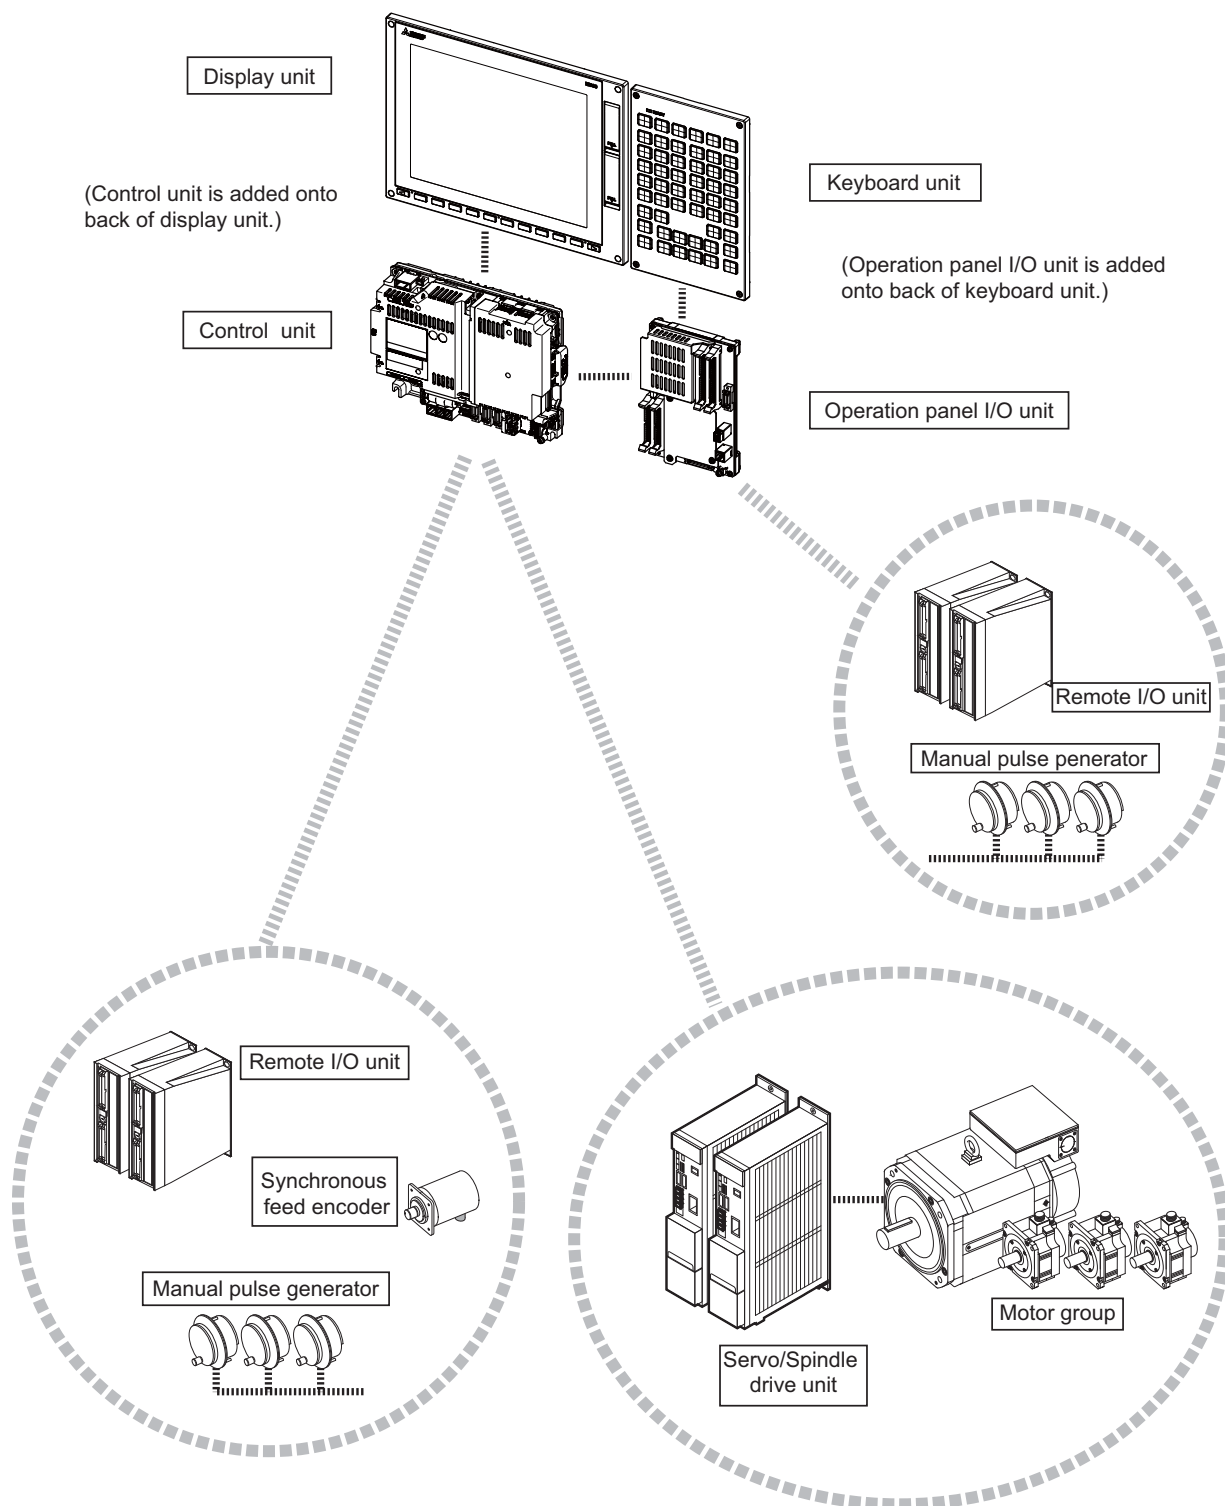 Display unit
(Control unit is added onto
back of display unit.)
Keyboard unit
(Operation panel I/O unit is added
onto back of keyboard unit.)
Control unit
Operation panel I/O unit
Remote I/O unit
Manual pulse penerator
Remote I/O unit
Synchronous
feed encoder
Manual pulse generator
Motor group
Servo/Spindle
drive unit